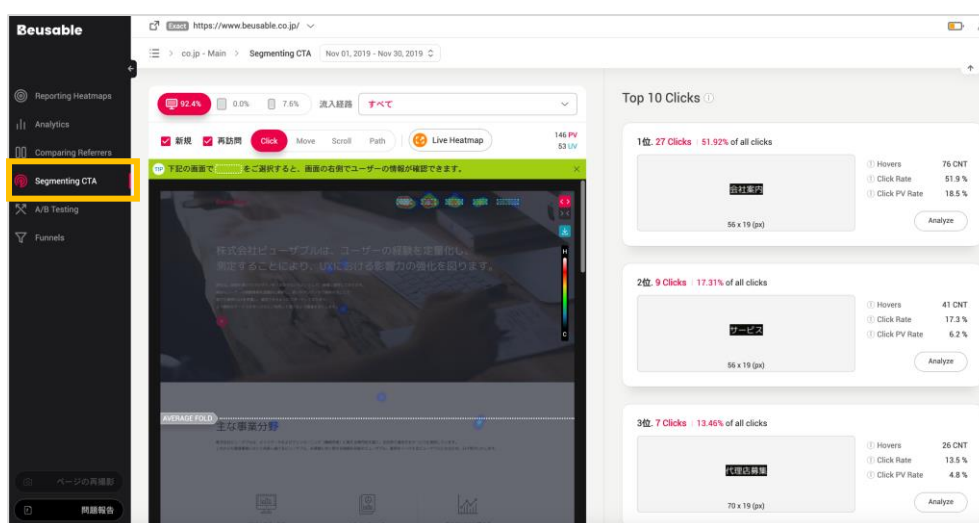 Beusable
Exact https://www.beusable.co.jp/
> co.jp - Main > Segmenting CTA Nov 01, 2019 - Nov 30, 2019
Reporting Heatmaps
Analytics
Comparing Referrers
Segmenting CTA
A/B Testing
Funnels
ページの再撮影
問題報告
92.4% 0.0% 7.6% 流入経路 すべて
新規 再訪問 Click Move Scroll Path Live Heatmap
146 PV
53 UV
TIP 下記の画面で をご選択すると、画面の右側でユーザーの情報が確認できます。 ×
株式会社ビューザブルは、ユーザーの経験を定量化し、
測定することにより、UXにおける影響力の強化を図ります。
H
C
AVERAGE FOLD
主な事業分野
Top 10 Clicks
1位. 27 Clicks 51.92% of all clicks
会社案内
56 x 19 (px)
Hovers 76 CNT
Click Rate 51.9 %
Click PV Rate 18.5 %
Analyze
2位. 9 Clicks 17.31% of all clicks
サービス
56 x 19 (px)
Hovers 41 CNT
Click Rate 17.3 %
Click PV Rate 6.2 %
Analyze
3位. 7 Clicks 13.46% of all clicks
代理店募集
70 x 19 (px)
Hovers 26 CNT
Click Rate 13.5 %
Click PV Rate 4.8 %
Analyze